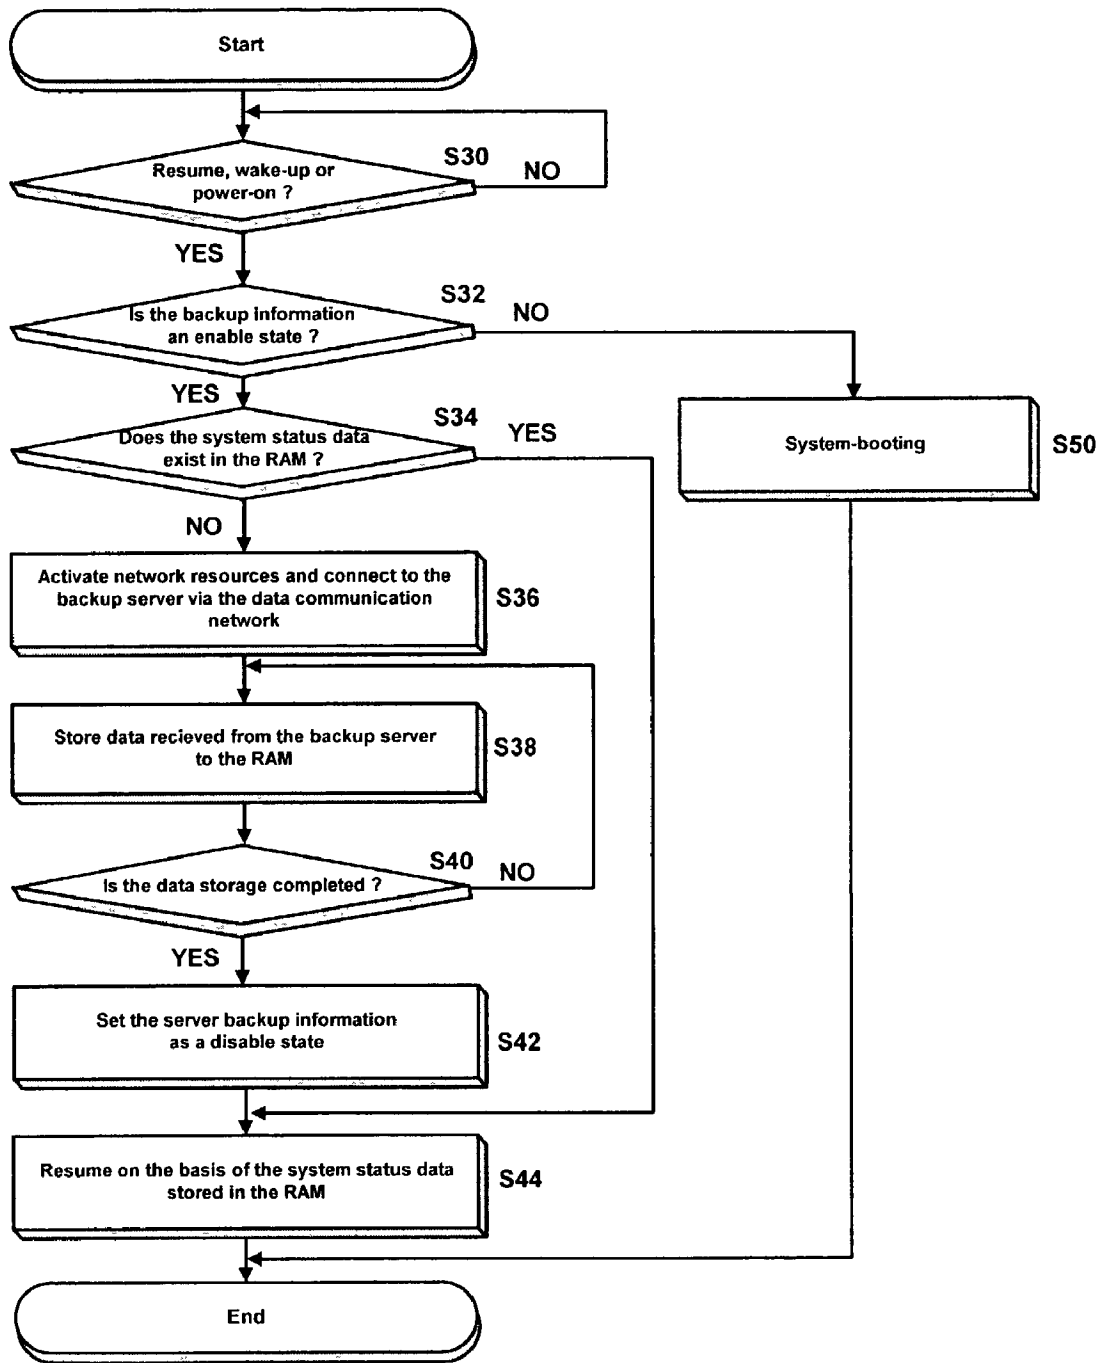 Start
Resume, wake-up or
power-on ?
S30
NO
YES
Is the backup information
an enable state ?
S32
NO
YES
Does the system status data
exist in the RAM ?
S34
YES
System-booting
S50
NO
Activate network resources and connect to the
backup server via the data communication
network
S36
Store data recieved from the backup server
to the RAM
S38
Is the data storage completed ?
S40
NO
YES
Set the server backup information
as a disable state
S42
Resume on the basis of the system status data
stored in the RAM
S44
End